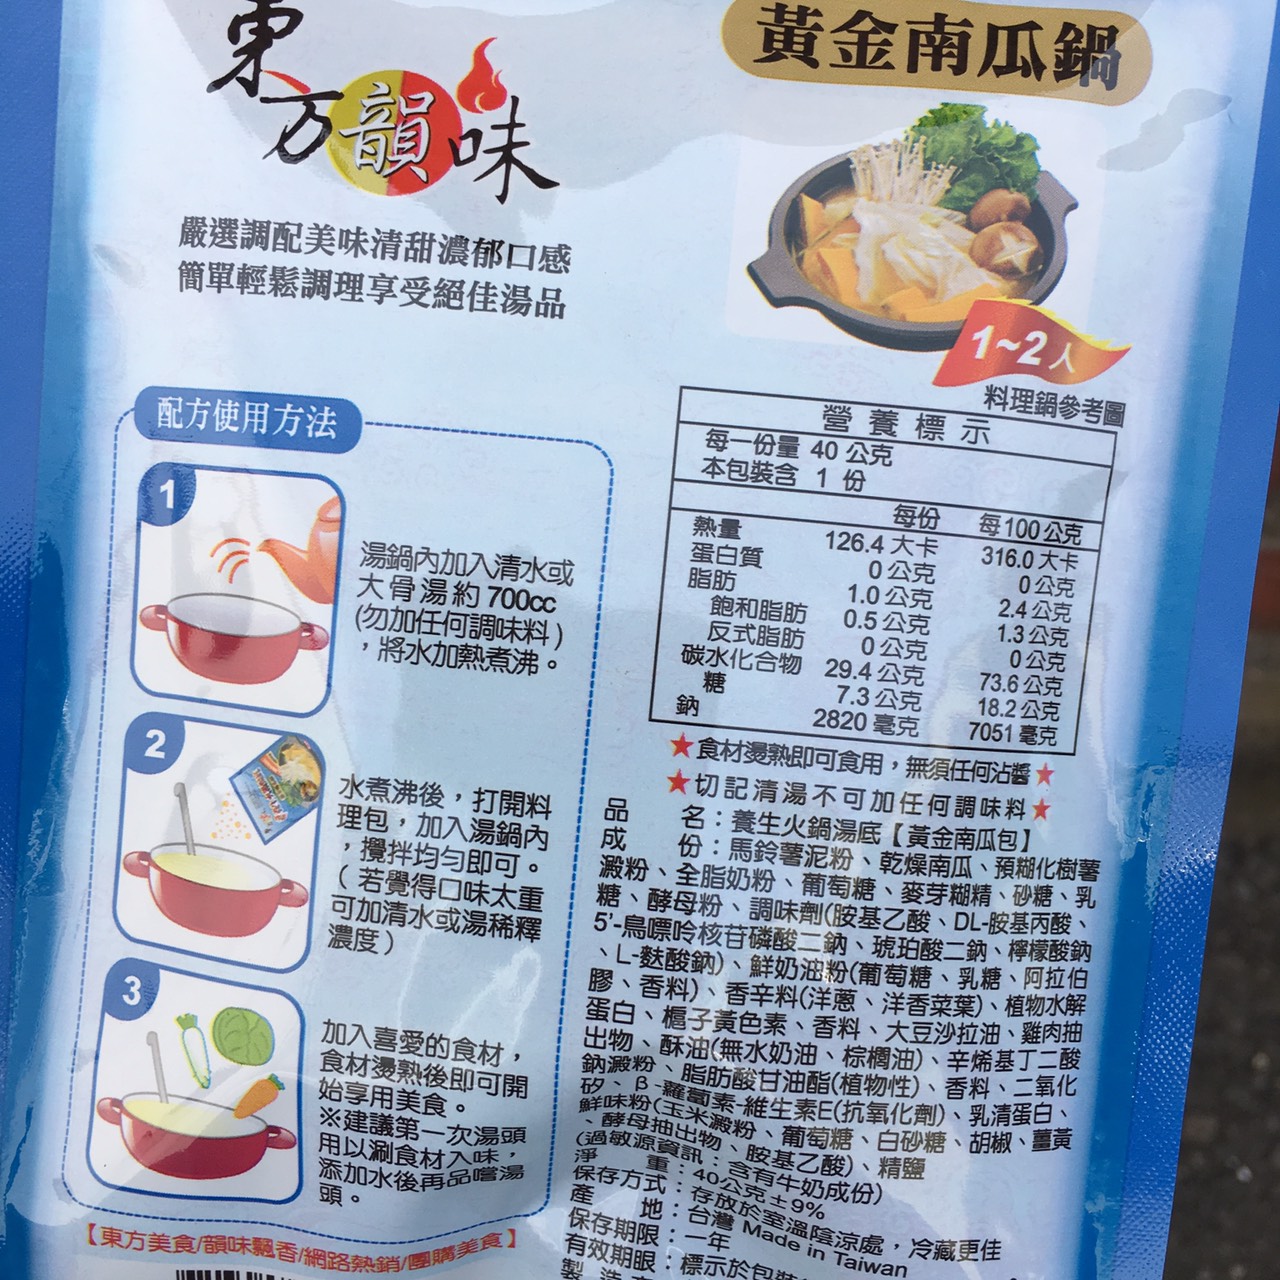 東方韻味
黃金南瓜鍋
嚴選調配美味清甜濃郁口感
簡單輕鬆調理享受絕佳湯品
1~2人
料理鍋參考圖
配方使用方法
1
湯鍋內加入清水或
大骨湯約700cc
(勿加任何調味料)
，將水加熱煮沸。
2
水煮沸後，打開料
理包，加入湯鍋內
，攪拌均勻即可。
（若覺得口味太重
可加清水或湯稀釋
濃度）
3
加入喜愛的食材，
食材燙熟後即可開
始享用美食。
※建議第一次湯頭
用以涮食材入味，
添加水後再品嚐湯
頭。
【東方美食/韻味飄香/網路熱銷/團購美食】
營養標示
每一份量 40 公克
本包裝含 1 份
每份 每100公克
熱量 126.4 大卡 316.0 大卡
蛋白質 0 公克 0 公克
脂肪 1.0 公克 2.4 公克
飽和脂肪 0.5 公克 1.3 公克
反式脂肪 0 公克 0 公克
碳水化合物 29.4 公克 73.6 公克
糖 7.3 公克 18.2 公克
鈉 2820 毫克 7051 毫克
★食材燙熟即可食用，無須任何沾醬★
★切記清湯不可加任何調味料★
品名：養生火鍋湯底【黃金南瓜包】
成份：馬鈴薯泥粉、乾燥南瓜、預糊化樹薯
澱粉、全脂奶粉、葡萄糖、麥芽糊精、砂糖、乳
糖、酵母粉、調味劑(胺基乙酸、DL-胺基丙酸、
5'-鳥嘌呤核苷磷酸二鈉、琥珀酸二鈉、檸檬酸鈉
、L-麩酸鈉)、鮮奶油粉(葡萄糖、乳糖、阿拉伯
膠、香料)、香辛料(洋蔥、洋香菜葉)、植物水解
蛋白、梔子黃色素、香料、大豆沙拉油、雞肉抽
出物、酥油(無水奶油、棕櫚油)、辛烯基丁二酸
鈉澱粉、脂肪酸甘油酯(植物性)、香料、二氧化
矽、β-蘿蔔素-維生素E(抗氧化劑)、乳清蛋白、
鮮味粉(玉米澱粉、葡萄糖、白砂糖、胡椒、薑黃
、酵母抽出物、胺基乙酸)、精鹽
(過敏源資訊：含有牛奶成份)
淨重：40公克±9%
保存方式：存放於室溫陰涼處，冷藏更佳
產地：台灣 Made in Taiwan
保存期限：一年
有效期眼：標示於包裝
製造